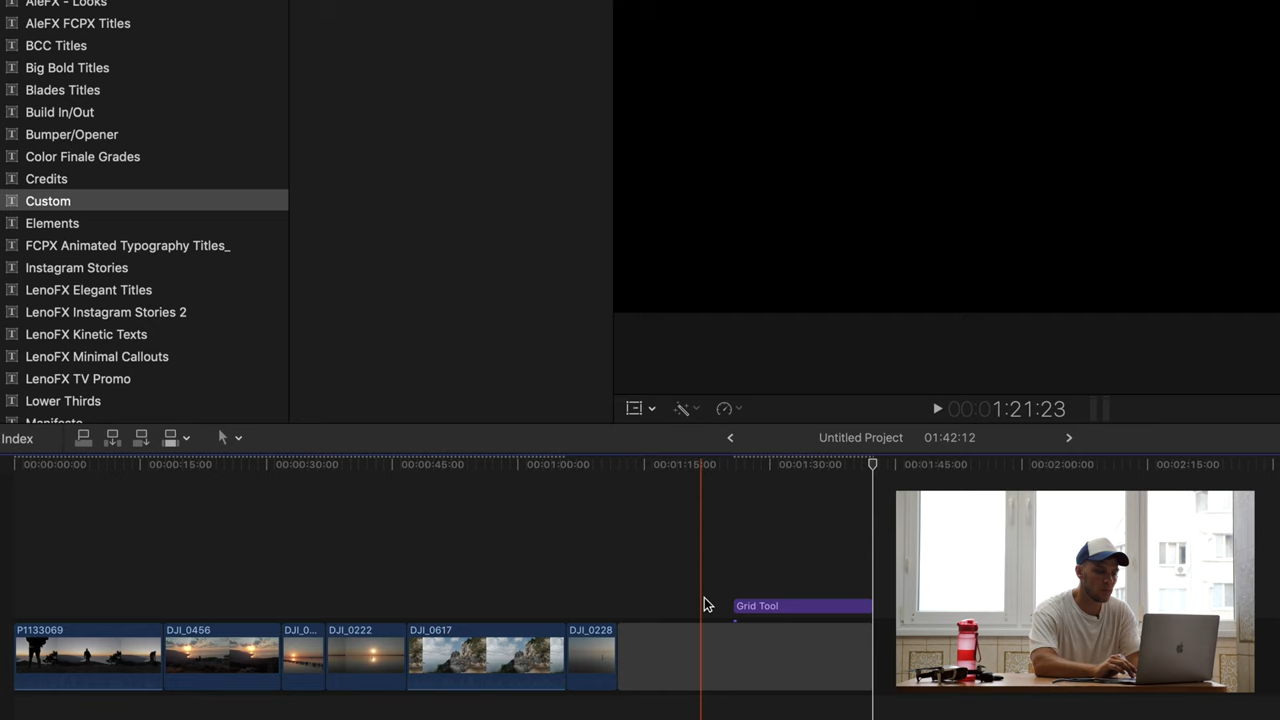 AleFX - Looks
AleFX FCPX Titles
BCC Titles
Big Bold Titles
Blades Titles
Build In/Out
Bumper/Opener
Color Finale Grades
Credits
Custom
Elements
FCPX Animated Typography Titles_
Instagram Stories
LenoFX Elegant Titles
LenoFX Instagram Stories 2
LenoFX Kinetic Texts
LenoFX Minimal Callouts
LenoFX TV Promo
Lower Thirds
Manifesto
00:01:21:23
Index
Untitled Project 01:42:12
00:00:00:00 00:00:15:00 00:00:30:00 00:00:45:00 00:01:00:00 00:01:15:00 00:01:30:00 00:01:45:00 00:02:00:00 00:02:15:00
Grid Tool
P1133069 DJI_0456 DJI_0... DJI_0222 DJI_0617 DJI_0228